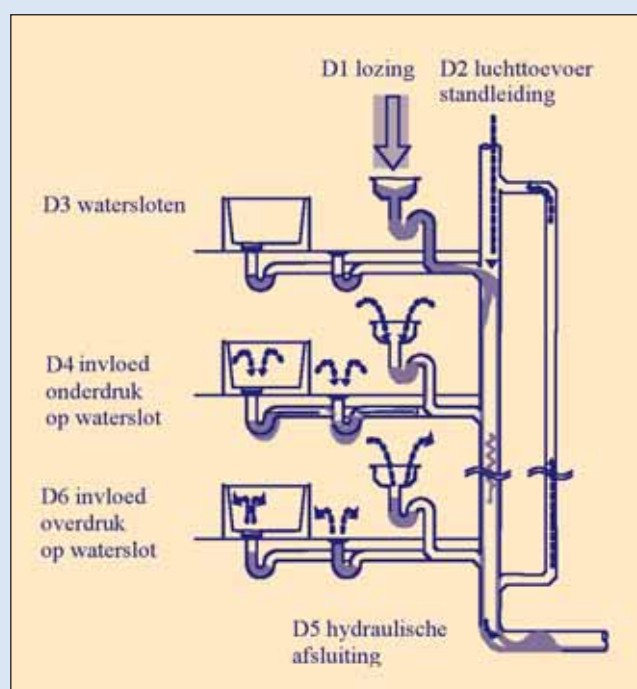 D1 lozing
D2 luchttoevoer
standleiding
D3 watersloten
D4 invloed
onderdruk
op waterslot
D6 invloed
overdruk
op waterslot
D5 hydraulische
afsluiting